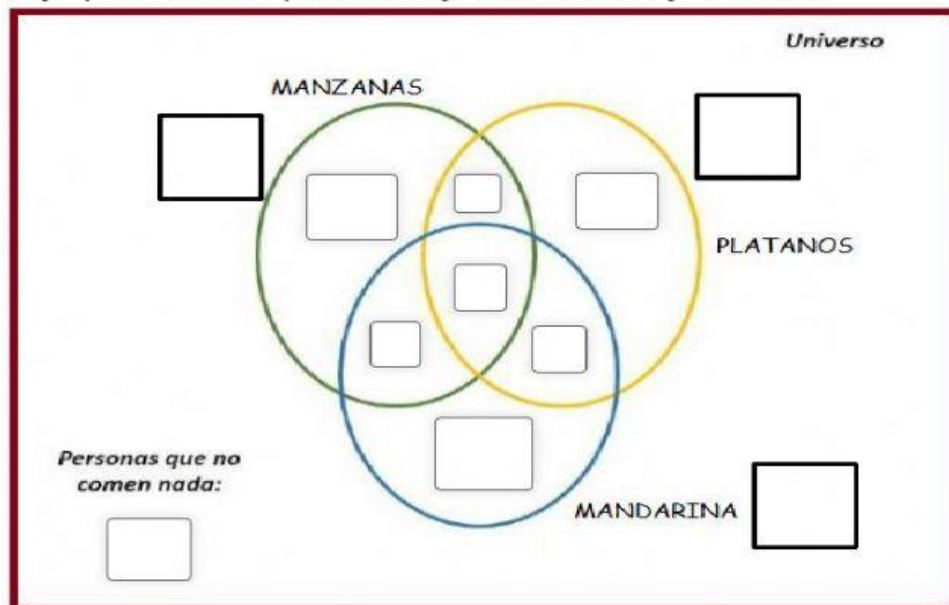 Universo
MANZANAS
PLATANOS
Personas que no
comen nada:
MANDARINA